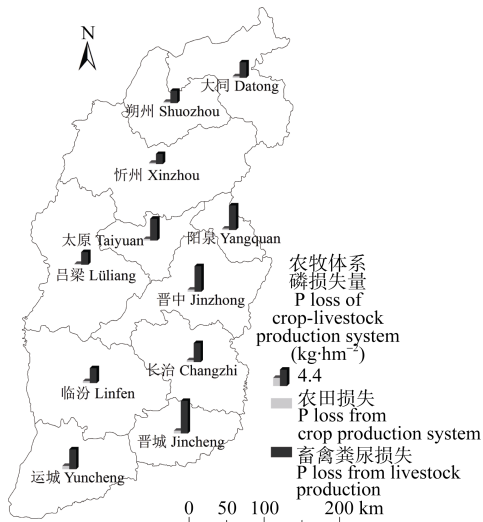 N
大同 Datong
朔州 Shuozhou
忻州 Xinzhou
太原 Taiyuan
阳泉 Yangquan
吕梁 Lüliang
晋中 Jinzhong
长治 Changzhi
临汾 Linfen
晋城 Jincheng
运城 Yuncheng
农牧体系
磷损失量
P loss of
crop-livestock
production system
(kg·hm⁻²)
4.4
农田损失
P loss from
crop production system
畜禽粪尿损失
P loss from livestock
production
0 50 100 200 km